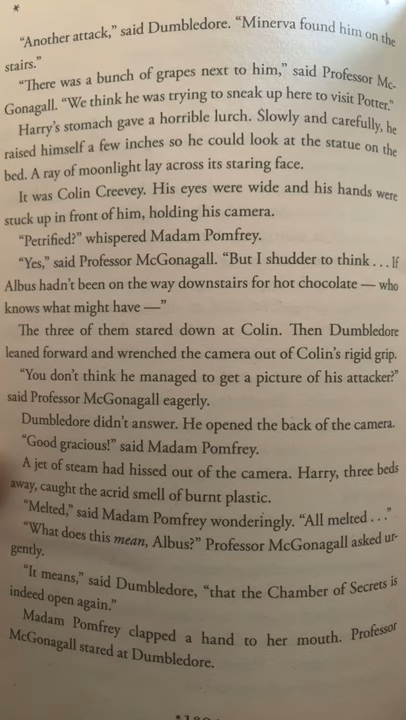 *
“Another attack,” said Dumbledore. “Minerva found him on the
stairs.”
“There was a bunch of grapes next to him,” said Professor Mc-
Gonagall. “We think he was trying to sneak up here to visit Potter.”
Harry’s stomach gave a horrible lurch. Slowly and carefully, he
raised himself a few inches so he could look at the statue on the
bed. A ray of moonlight lay across its staring face.
It was Colin Creevey. His eyes were wide and his hands were
stuck up in front of him, holding his camera.
“Petrified?” whispered Madam Pomfrey.
“Yes,” said Professor McGonagall. “But I shudder to think . . . If
Albus hadn’t been on the way downstairs for hot chocolate — who
knows what might have —”
The three of them stared down at Colin. Then Dumbledore
leaned forward and wrenched the camera out of Colin’s rigid grip.
“You don’t think he managed to get a picture of his attacker?”
said Professor McGonagall eagerly.
Dumbledore didn’t answer. He opened the back of the camera.
“Good gracious!” said Madam Pomfrey.
A jet of steam had hissed out of the camera. Harry, three beds
away, caught the acrid smell of burnt plastic.
“Melted,” said Madam Pomfrey wonderingly. “All melted . . .”
“What does this mean, Albus?” Professor McGonagall asked ur-
gently.
“It means,” said Dumbledore, “that the Chamber of Secrets is
indeed open again.”
Madam Pomfrey clapped a hand to her mouth. Professor
McGonagall stared at Dumbledore.